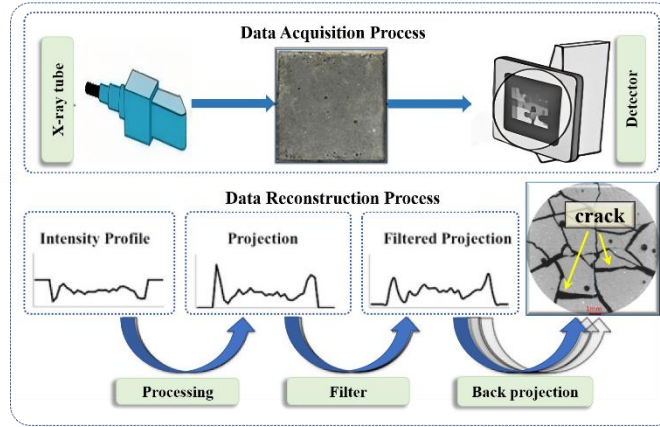 Data Acquisition Process
X-ray tube
Detector
Data Reconstruction Process
Intensity Profile
Projection
Filtered Projection
crack
1mm
Processing
Filter
Back projection